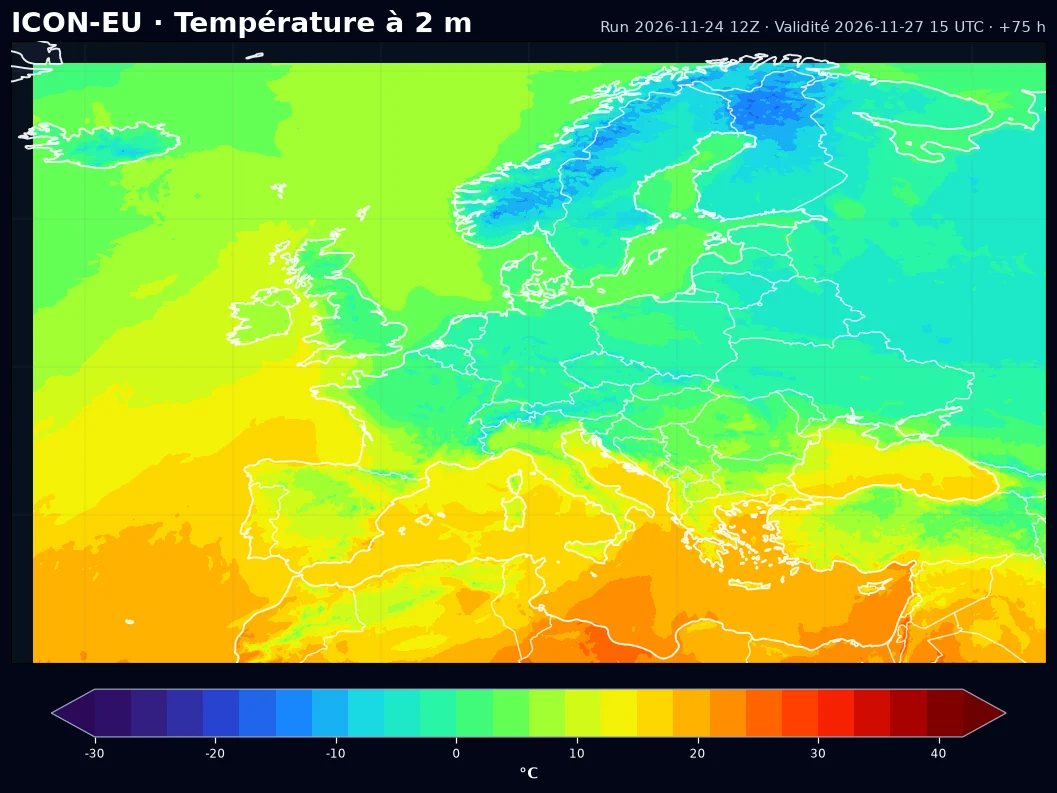 ICON-EU · Température à 2 m
Run 2026-11-24 12Z · Validité 2026-11-27 15 UTC · +75 h
-30 -20 -10 0 10 20 30 40
°C